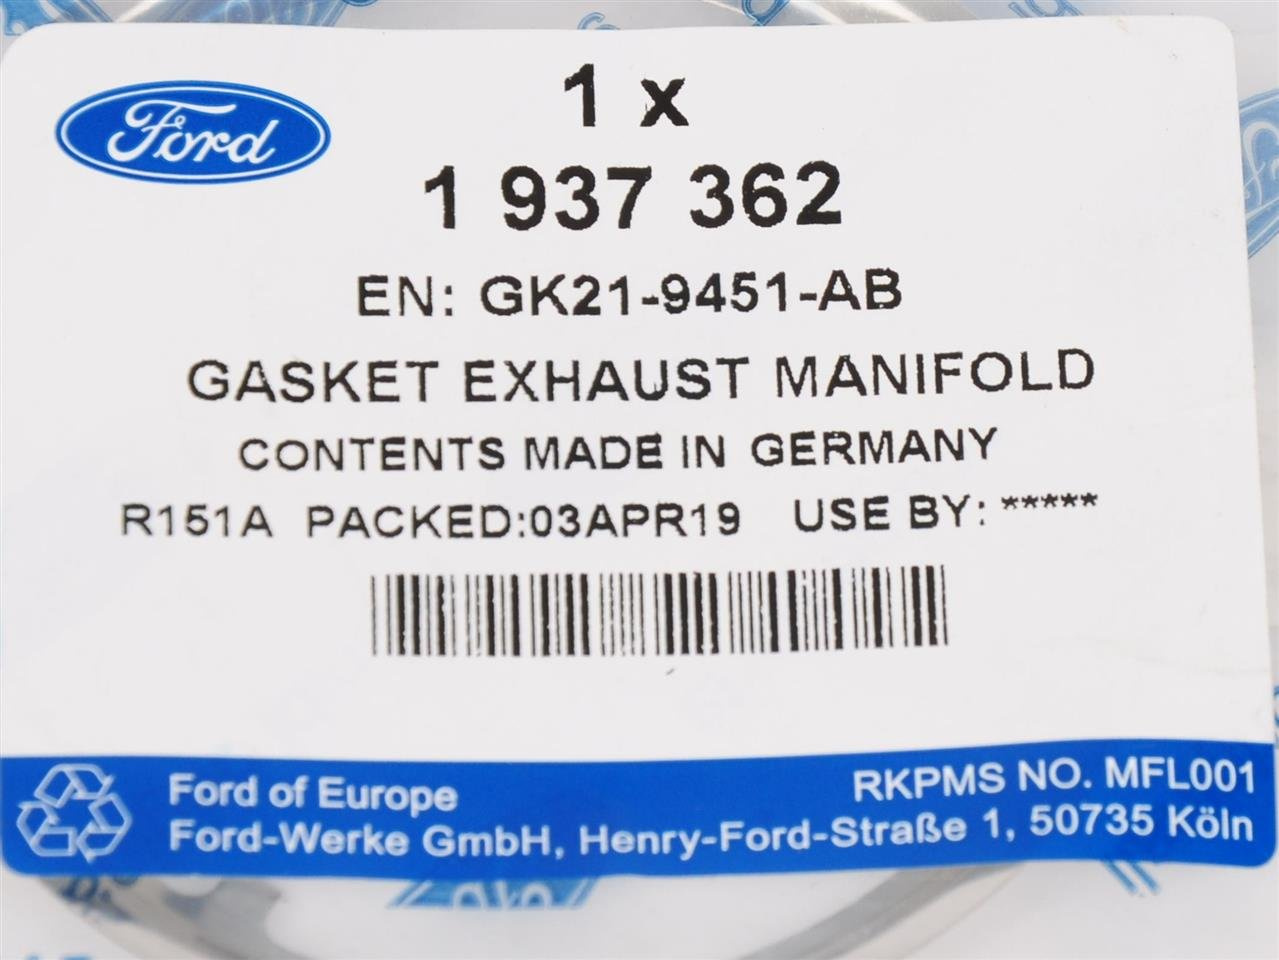 Ford
1 x
1 937 362
EN: GK21-9451-AB
GASKET EXHAUST MANIFOLD
CONTENTS MADE IN GERMANY
R151A PACKED:03APR19 USE BY: *****
Ford of Europe
RKPMS NO. MFL001
Ford-Werke GmbH, Henry-Ford-Straße 1, 50735 Köln